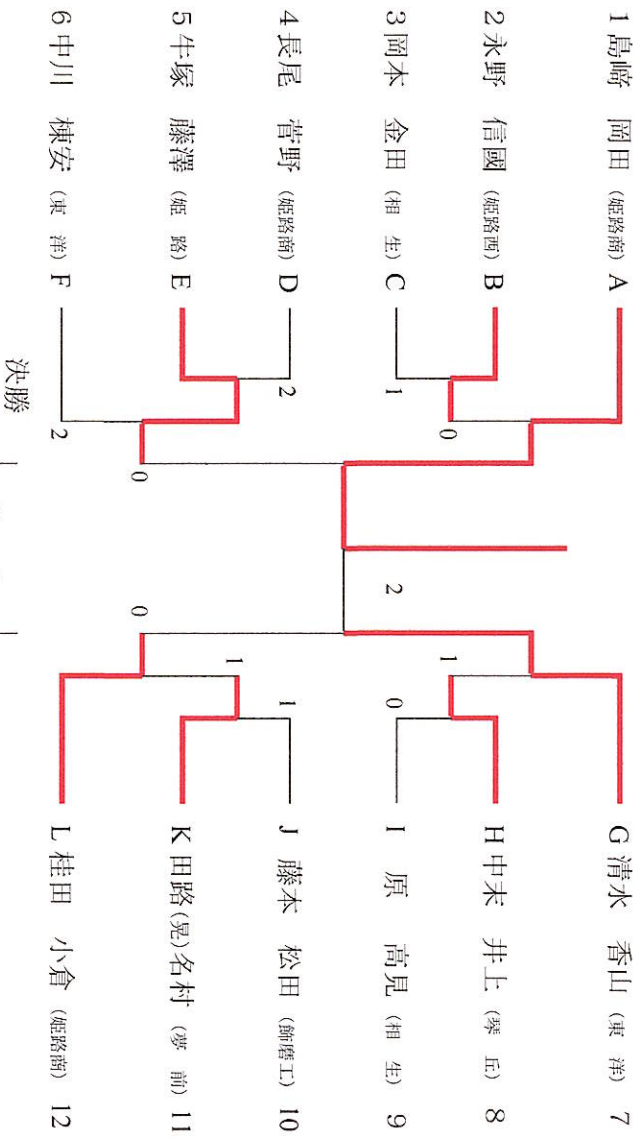 1 島﨑 岡田 (姫路商) A
2 永野 信國 (姫路西) B
3 岡本 金田 (相 生) C
4 長尾 菅野 (姫路商) D
5 牛塚 藤澤 (姫 路) E
6 中川 棟安 (東 洋) F
1
0
2
2
0
決勝
2
0
1
0
1
1
G 清水 香山 (東 洋) 7
H 中末 井上 (琴 丘) 8
I 原 高見 (相 生) 9
J 藤本 松田 (飾磨工) 10
K 田路(晃)名村 (夢 前) 11
L 桂田 小倉 (姫路商) 12